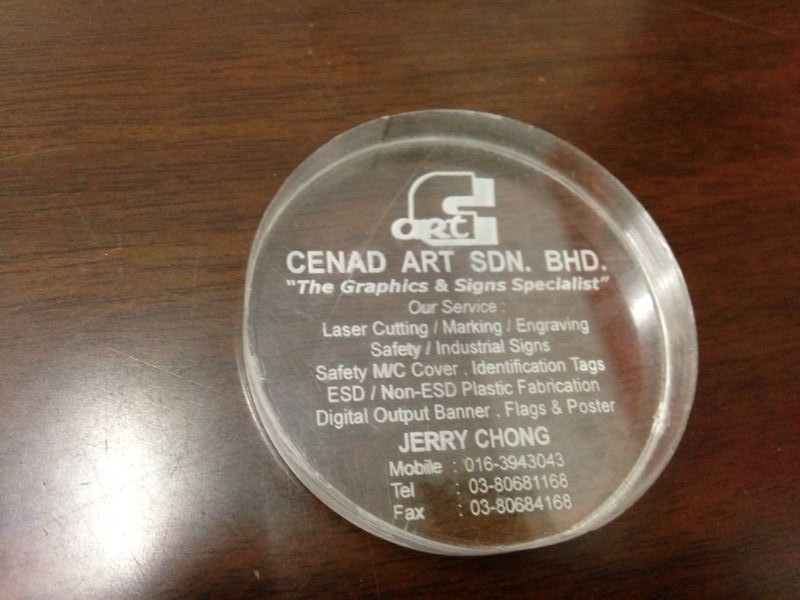 art
CENAD ART SDN. BHD.
"The Graphics & Signs Specialist"
Our Service :
Laser Cutting / Marking / Engraving
Safety / Industrial Signs
Safety M/C Cover . Identification Tags
ESD / Non-ESD Plastic Fabrication
Digital Output Banner . Flags & Poster
JERRY CHONG
Mobile : 016-3943043
Tel : 03-80681168
Fax : 03-80684168